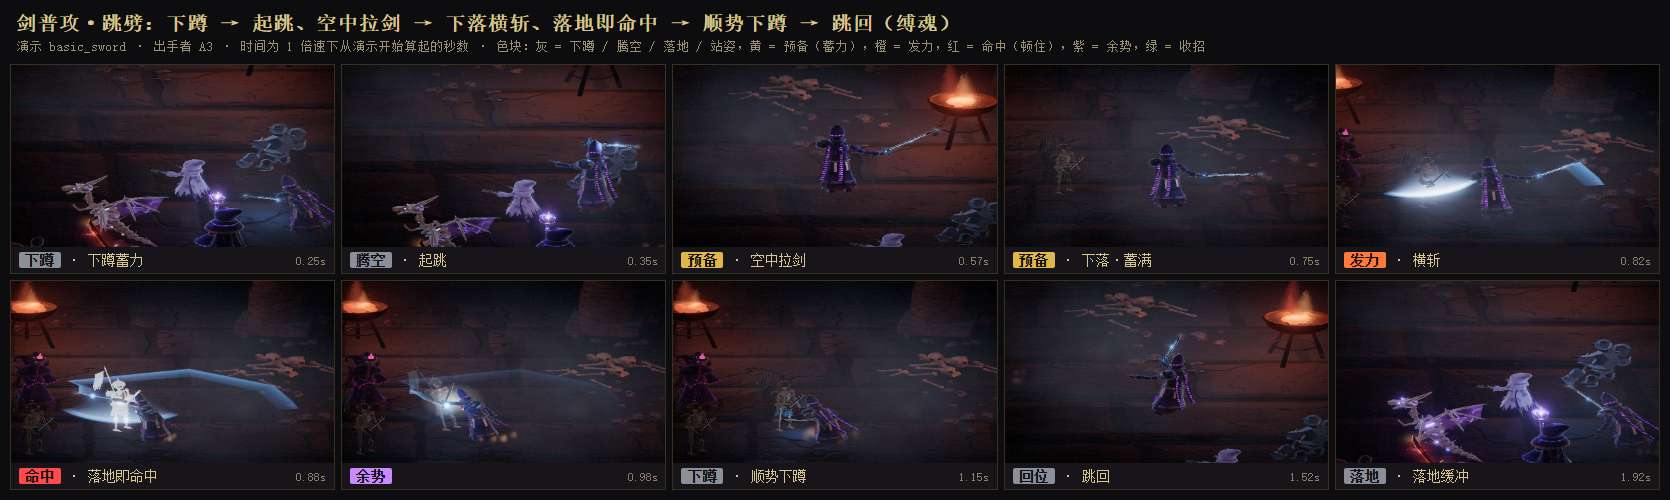 剑普攻·跳劈：下蹲 → 起跳、空中拉剑 → 下落横斩、落地即命中 → 顺势下蹲 → 跳回（缚魂）
演示 basic_sword · 出手者 A3 · 时间为 1 倍速下从演示开始算起的秒数 · 色块：灰 = 下蹲 / 腾空 / 落地 / 站姿，黄 = 预备（蓄力），橙 = 发力，红 = 命中（顿住），紫 = 余势，绿 = 收招
下蹲 · 下蹲蓄力 0.25s
腾空 · 起跳 0.35s
预备 · 空中拉剑 0.57s
预备 · 下落·蓄满 0.75s
发力 · 横斩 0.82s
命中 · 落地即命中 0.88s
余势 0.98s
下蹲 · 顺势下蹲 1.15s
回位 · 跳回 1.52s
落地 · 落地缓冲 1.92s